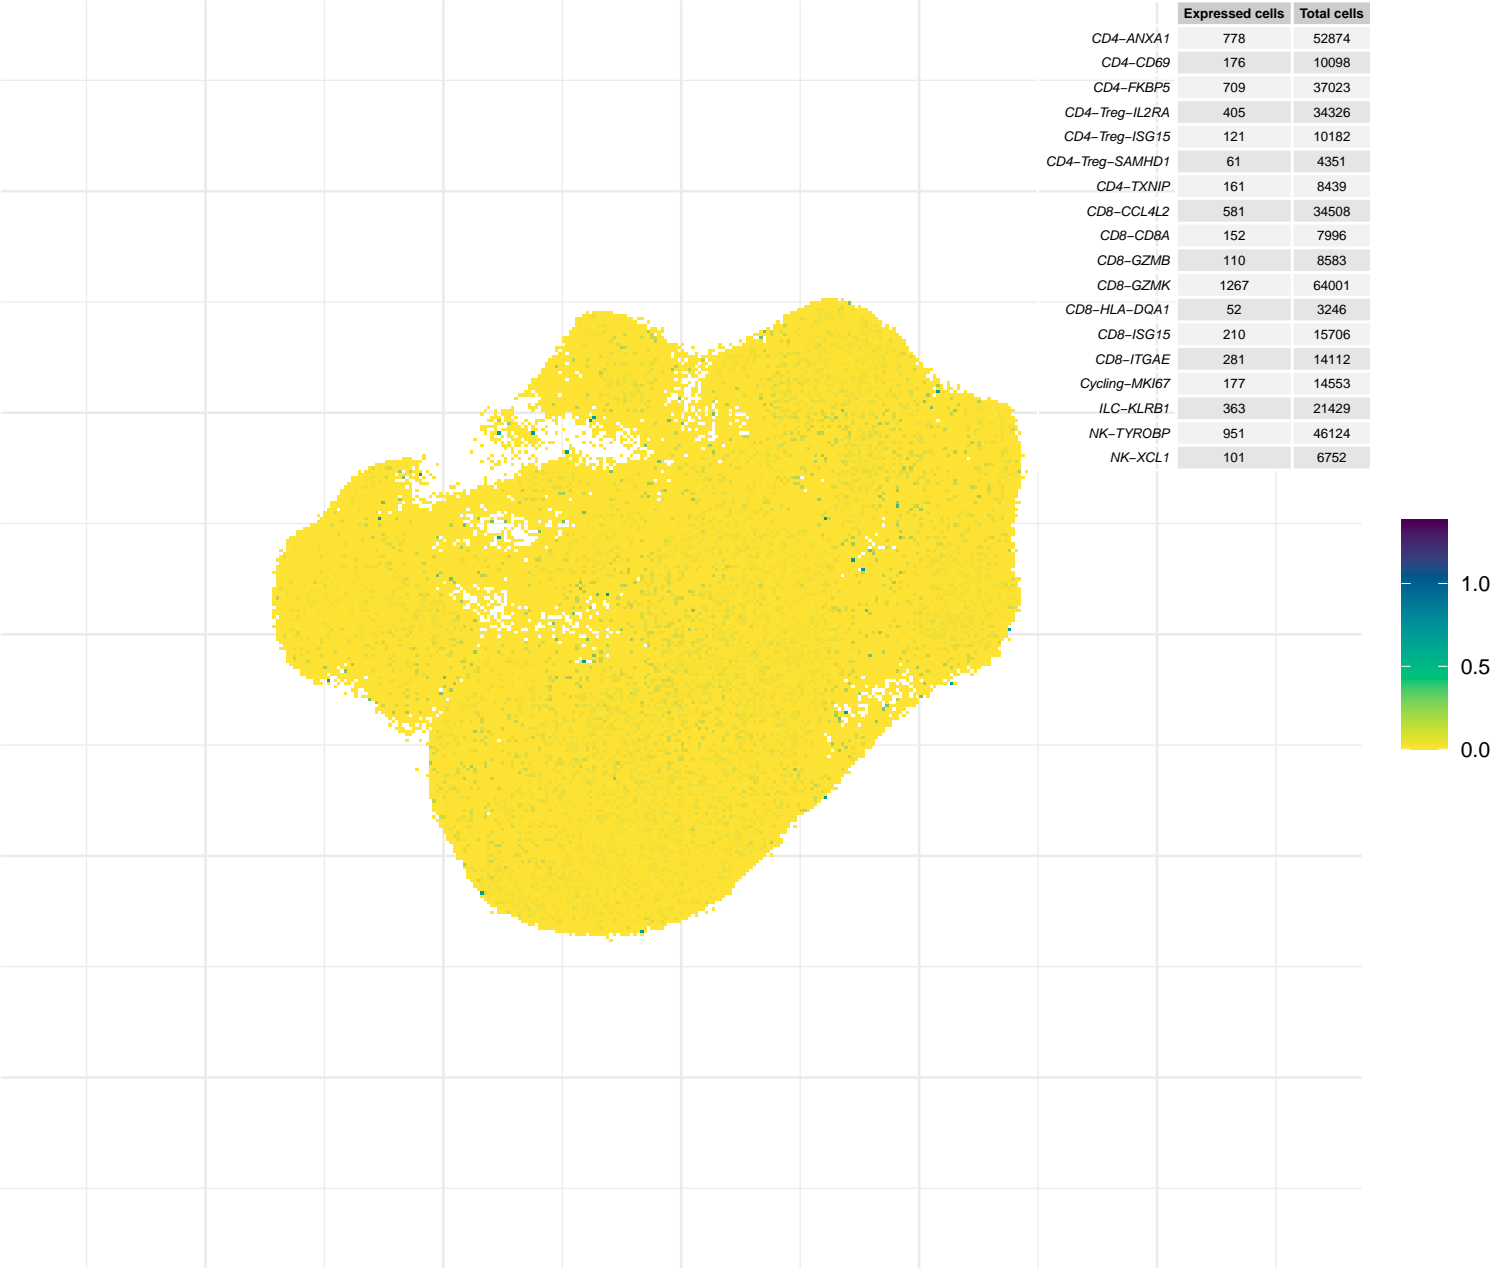 Expressed cells Total cells
CD4−ANXA1 778 52874
CD4−CD69 176 10098
CD4−FKBP5 709 37023
CD4−Treg−IL2RA 405 34326
CD4−Treg−ISG15 121 10182
CD4−Treg−SAMHD1 61 4351
CD4−TXNIP 161 8439
CD8−CCL4L2 581 34508
CD8−CD8A 152 7996
CD8−GZMB 110 8583
CD8−GZMK 1267 64001
CD8−HLA−DQA1 52 3246
CD8−ISG15 210 15706
CD8−ITGAE 281 14112
Cycling−MKI67 177 14553
ILC−KLRB1 363 21429
NK−TYROBP 951 46124
NK−XCL1 101 6752
1.0
0.5
0.0